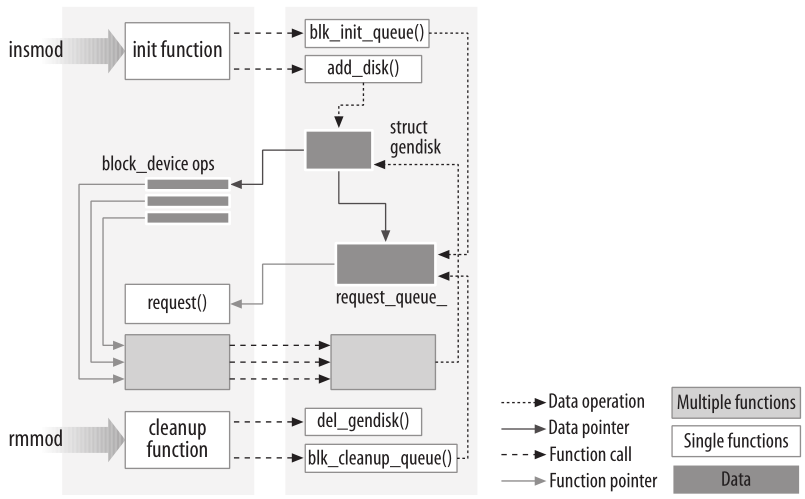 insmod
init function
blk_init_queue()
add_disk()
struct
gendisk
block_device ops
request_queue_
request()
rmmod
cleanup
function
del_gendisk()
blk_cleanup_queue()
Data operation
Data pointer
Function call
Function pointer
Multiple functions
Single functions
Data